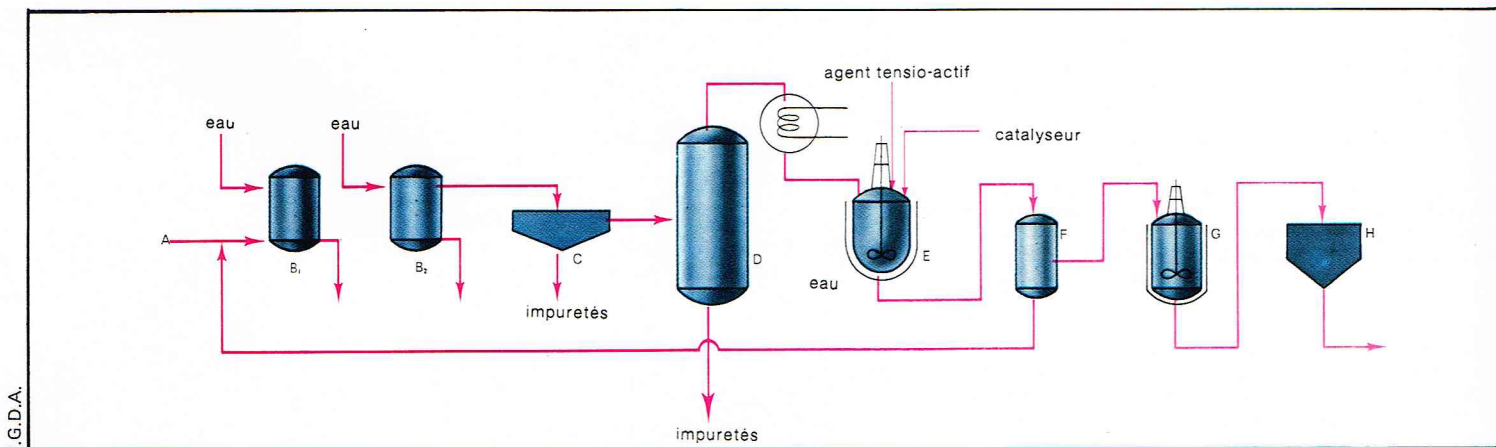 agent tensio-actif
eau
eau
catalyseur
A
B₁
B₂
C
D
E
F
G
H
eau
impuretés
impuretés
.G.D.A.